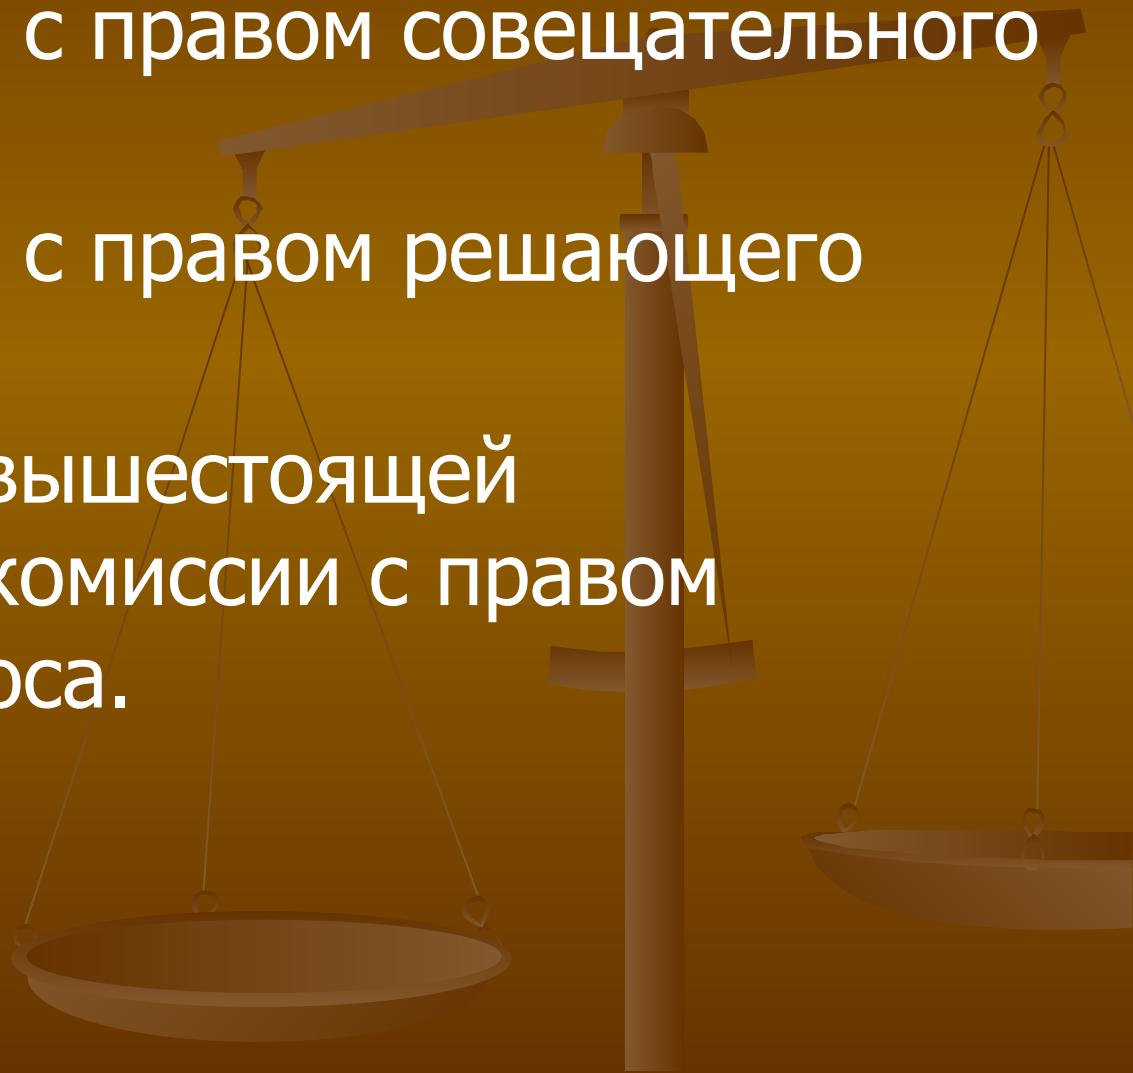 с правом совещательного
с правом решающего
вышестоящей
комиссии с правом
оса.